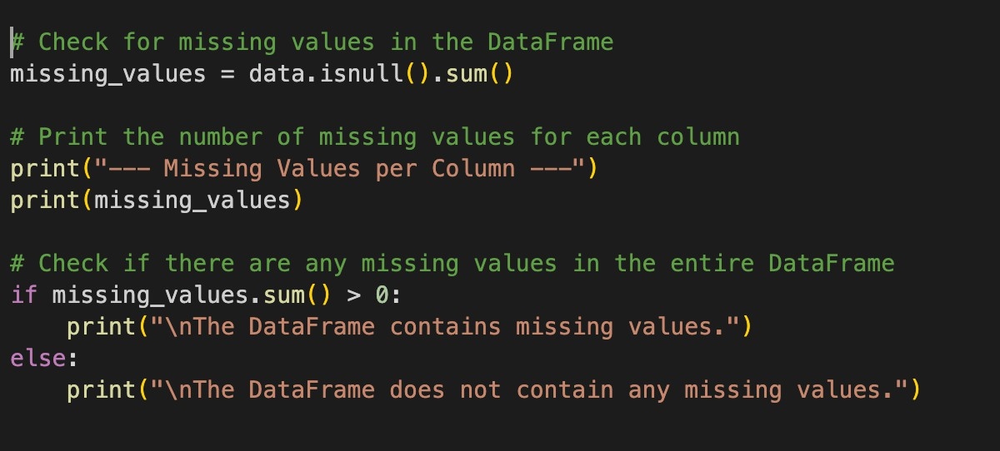 # Check for missing values in the DataFrame
missing_values = data.isnull().sum()
# Print the number of missing values for each column
print("--- Missing Values per Column ---")
print(missing_values)
# Check if there are any missing values in the entire DataFrame
if missing_values.sum() > 0:
    print("\nThe DataFrame contains missing values.")
else:
    print("\nThe DataFrame does not contain any missing values.")